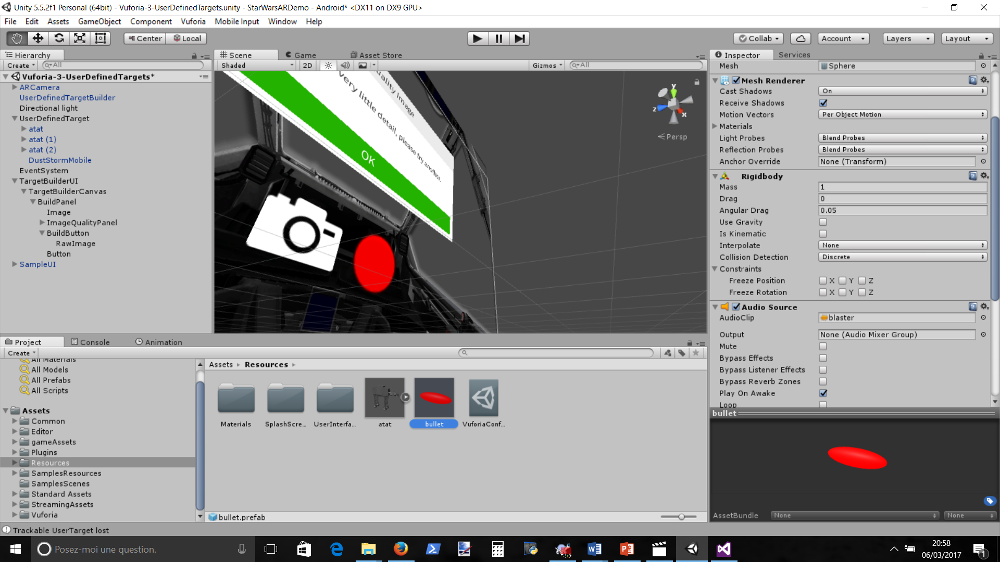 Unity 5.5.2f1 Personal (64bit) - Vuforia-3-UserDefinedTargets.unity - StarWarsARDemo - Android* <DX11 on DX9 GPU>
File Edit Assets GameObject Component Vuforia Mobile Input Window Help
Center Local
Collab Account Layers Layout
Hierarchy
Create All
Vuforia-3-UserDefinedTargets*
ARCamera
UserDefinedTargetBuilder
Directional light
UserDefinedTarget
atat
atat (1)
atat (2)
DustStormMobile
EventSystem
TargetBuilderUI
TargetBuilderCanvas
BuildPanel
Image
ImageQualityPanel
BuildButton
RawImage
Button
SampleUI
Scene Game Asset Store
Shaded 2D Gizmos All
uality Image
very little detail, please try another.
OK
y
z
x
Persp
Inspector Services
Mesh Sphere
Mesh Renderer
Cast Shadows On
Receive Shadows
Motion Vectors Per Object Motion
Materials
Light Probes Blend Probes
Reflection Probes Blend Probes
Anchor Override None (Transform)
Rigidbody
Mass 1
Drag 0
Angular Drag 0.05
Use Gravity
Is Kinematic
Interpolate None
Collision Detection Discrete
Constraints
Freeze Position X Y Z
Freeze Rotation X Y Z
Audio Source
AudioClip blaster
Output None (Audio Mixer Group)
Mute
Bypass Effects
Bypass Listener Effects
Bypass Reverb Zones
Play On Awake
Loop
bullet
AssetBundle None None
Project Console Animation
Create
All Materials
All Models
All Prefabs
All Scripts
Assets
Common
Editor
gameAssets
Plugins
Resources
SamplesResources
SamplesScenes
Standard Assets
StreamingAssets
Vuforia
Assets Resources
Materials SplashScre... UserInterfa... atat bullet VuforiaConf...
bullet.prefab
Trackable UserTarget lost
Posez-moi une question.
20:58
06/03/2017
1